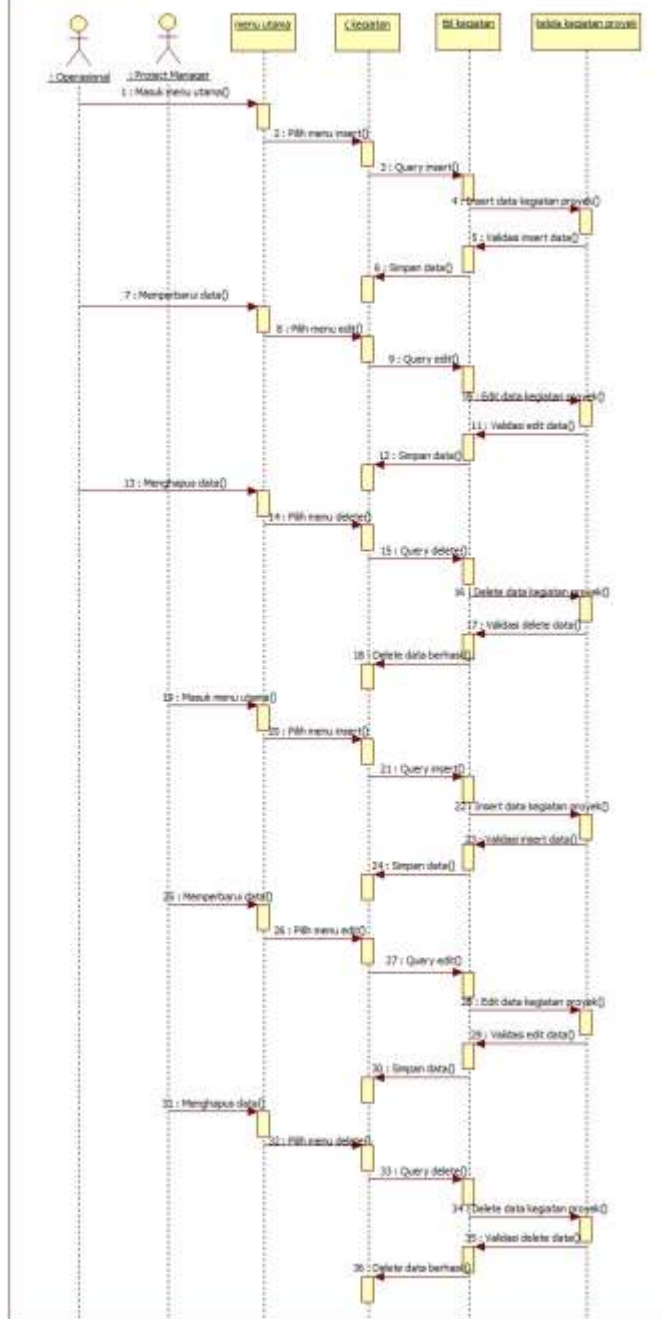 : Operasional
: Project Manager
menu utama
c kegiatan
tbl kegiatan
kelola kegiatan proyek
1 : Masuk menu utama()
2 : Pilih menu insert()
3 : Query insert()
4 : Insert data kegiatan proyek()
5 : Validasi insert data()
6 : Simpan data()
7 : Memperbarui data()
8 : Pilih menu edit()
9 : Query edit()
10 : Edit data kegiatan proyek()
11 : Validasi edit data()
12 : Simpan data()
13 : Menghapus data()
14 : Pilih menu delete()
15 : Query delete()
16 : Delete data kegiatan proyek()
17 : Validasi delete data()
18 : Delete data berhasil()
19 : Masuk menu utama()
20 : Pilih menu insert()
21 : Query insert()
22 : Insert data kegiatan proyek()
23 : Validasi insert data()
24 : Simpan data()
25 : Memperbarui data()
26 : Pilih menu edit()
27 : Query edit()
28 : Edit data kegiatan proyek()
29 : Validasi edit data()
30 : Simpan data()
31 : Menghapus data()
32 : Pilih menu delete()
33 : Query delete()
34 : Delete data kegiatan proyek()
35 : Validasi delete data()
36 : Delete data berhasil()